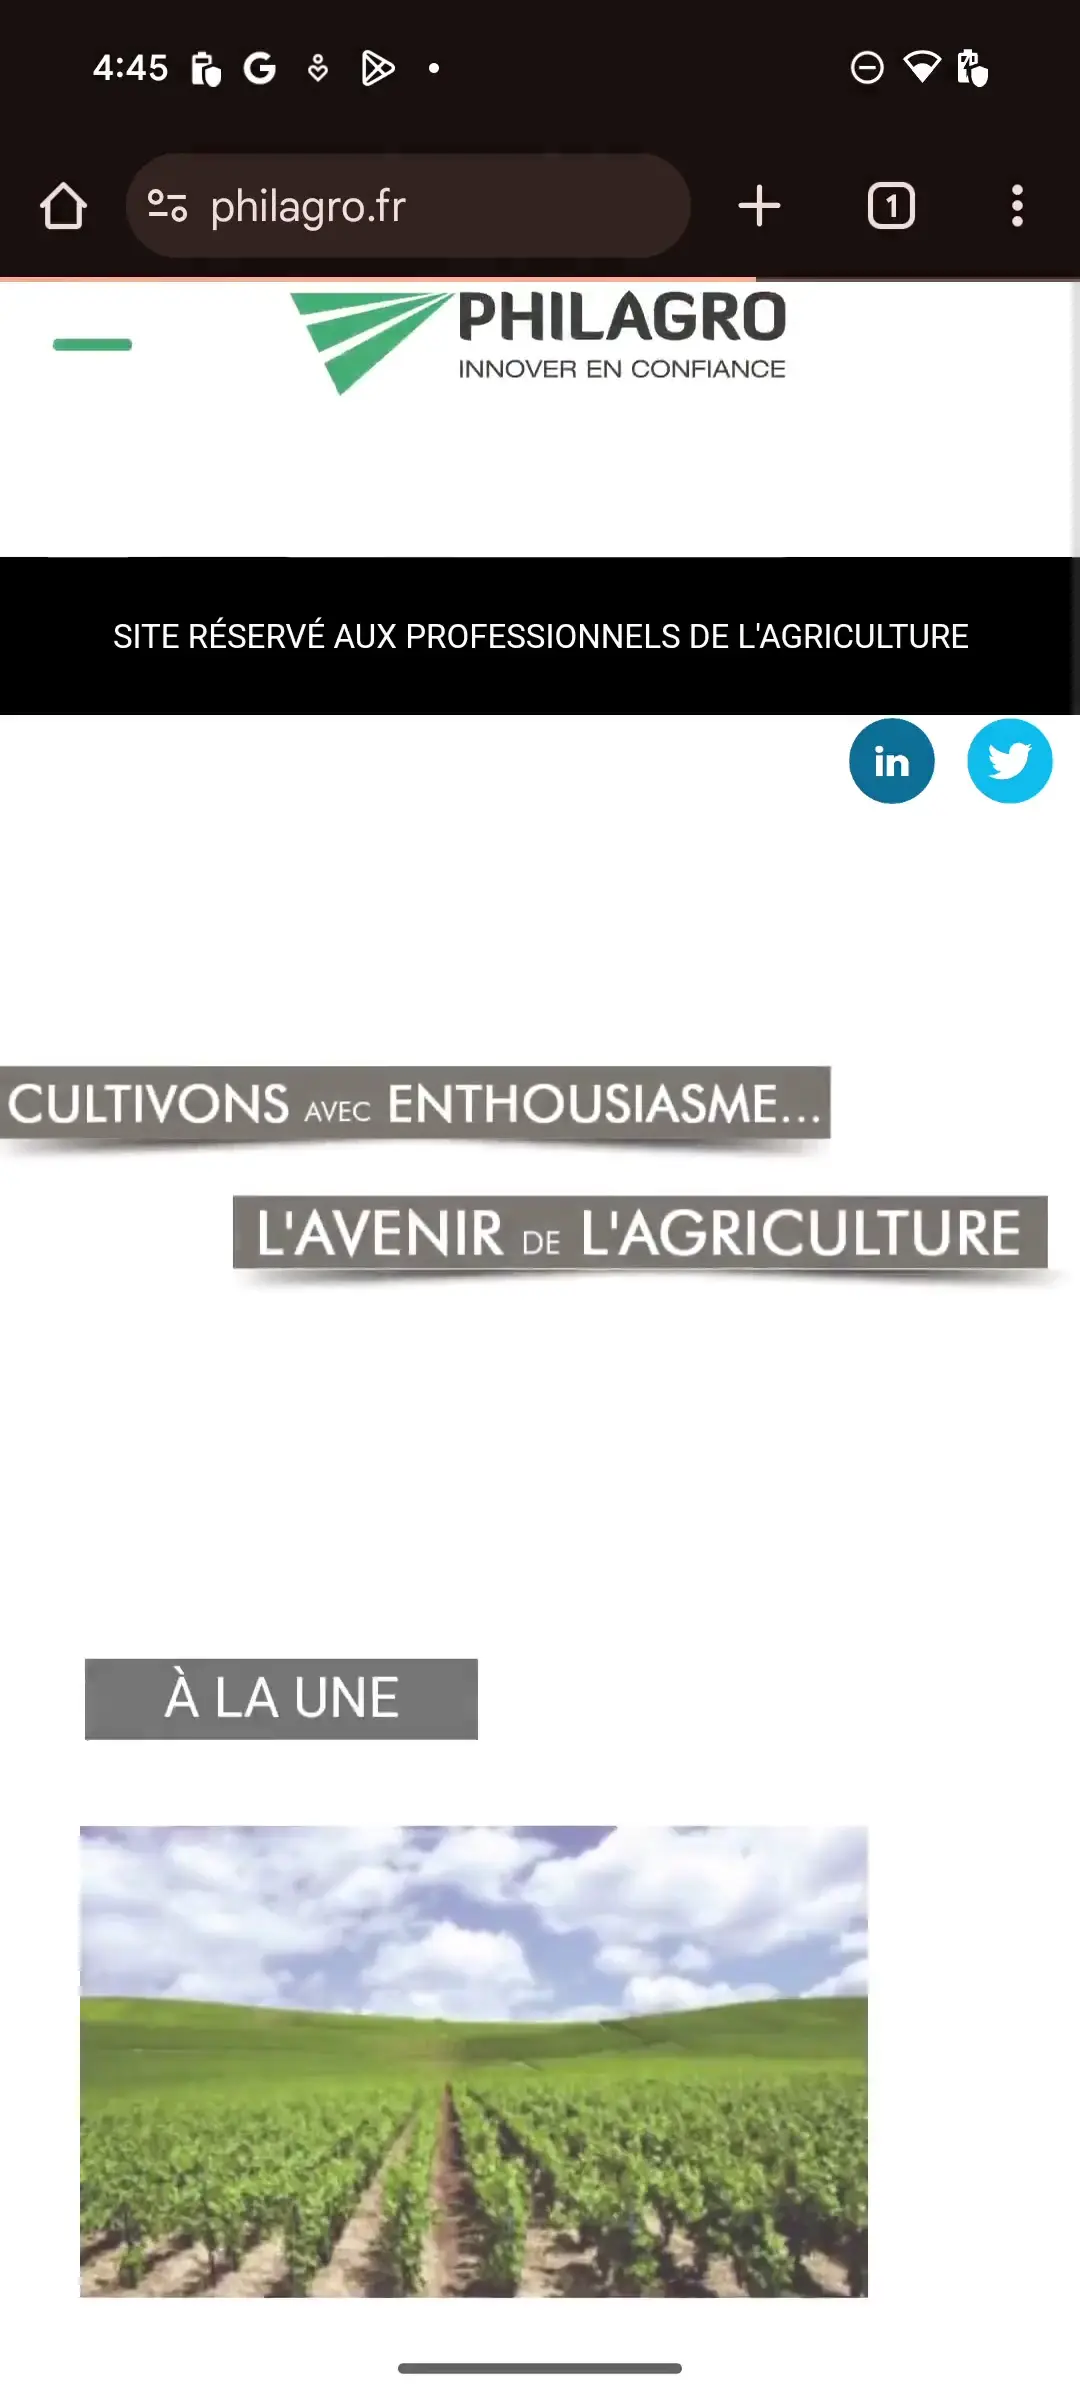 4:45
philagro.fr
1
PHILAGRO
INNOVER EN CONFIANCE
SITE RÉSERVÉ AUX PROFESSIONNELS DE L'AGRICULTURE
in
CULTIVONS AVEC ENTHOUSIASME...
L'AVENIR DE L'AGRICULTURE
À LA UNE